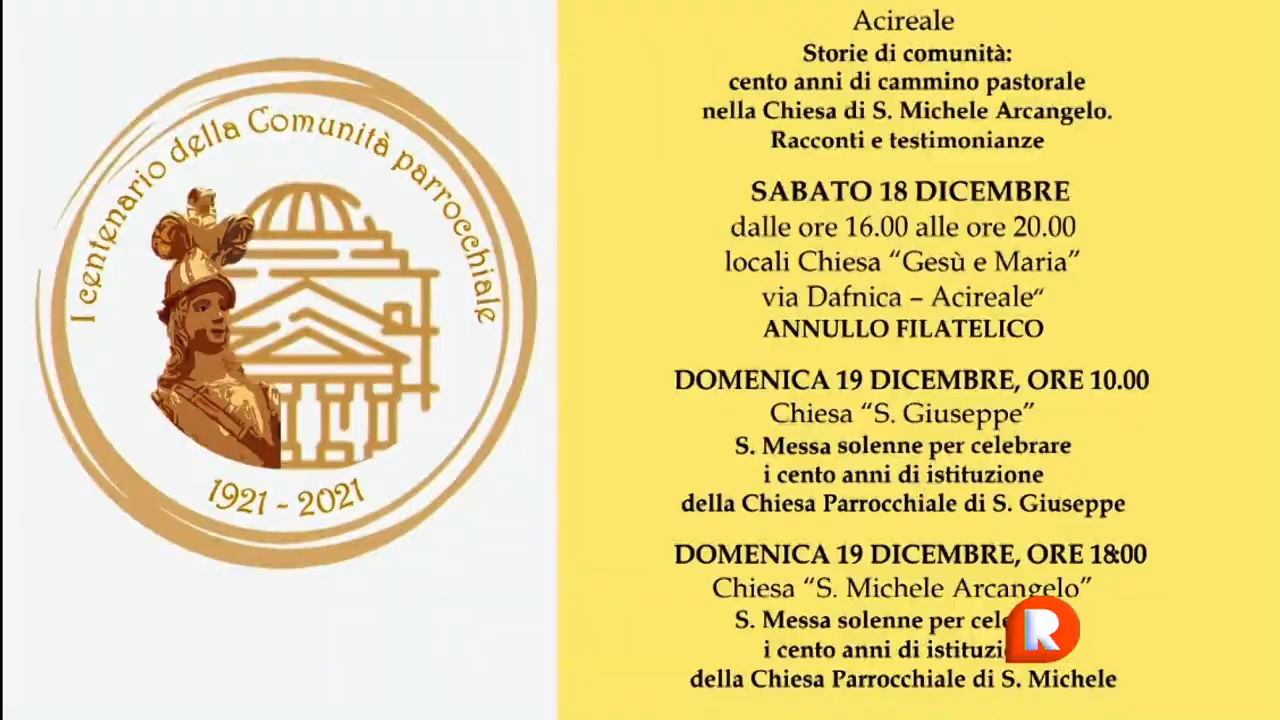 I centenario della Comunità parrocchiale
1921 - 2021
Acireale
Storie di comunità:
cento anni di cammino pastorale
nella Chiesa di S. Michele Arcangelo.
Racconti e testimonianze
SABATO 18 DICEMBRE
dalle ore 16.00 alle ore 20.00
locali Chiesa “Gesù e Maria”
via Dafnica – Acireale“
ANNULLO FILATELICO
DOMENICA 19 DICEMBRE, ORE 10.00
Chiesa “S. Giuseppe”
S. Messa solenne per celebrare
i cento anni di istituzione
della Chiesa Parrocchiale di S. Giuseppe
DOMENICA 19 DICEMBRE, ORE 18:00
Chiesa “S. Michele Arcangelo”
S. Messa solenne per
i cento anni di
della Chiesa Parrocchiale di S. Michele
R